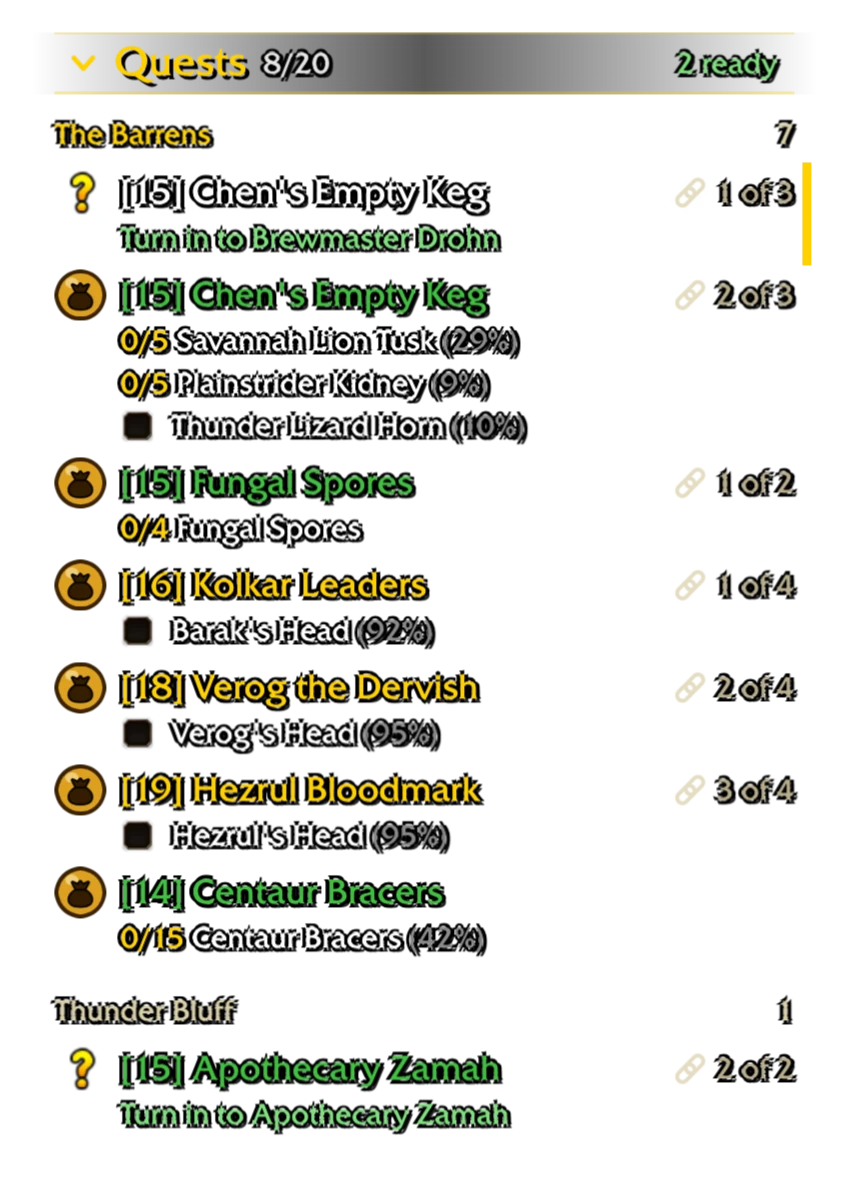 Quests 8/20 2 ready
The Barrens 7
[15] Chen's Empty Keg 1 of 3
Turn in to Brewmaster Drohn
[15] Chen's Empty Keg 2 of 3
0/5 Savannah Lion Tusk (29%)
0/5 Plainstrider Kidney (9%)
Thunder Lizard Horn (10%)
[15] Fungal Spores 1 of 2
0/4 Fungal Spores
[16] Kolkar Leaders 1 of 4
Barak's Head (92%)
[18] Verog the Dervish 2 of 4
Verog's Head (95%)
[19] Hezrul Bloodmark 3 of 4
Hezrul's Head (95%)
[14] Centaur Bracers
0/15 Centaur Bracers (42%)
Thunder Bluff 1
[15] Apothecary Zamah 2 of 2
Turn in to Apothecary Zamah